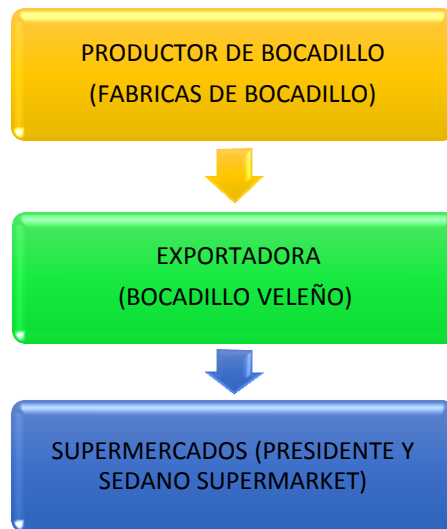 PRODUCTOR DE BOCADILLO
(FABRICAS DE BOCADILLO)
EXPORTADORA
(BOCADILLO VELEÑO)
SUPERMERCADOS (PRESIDENTE Y
SEDANO SUPERMARKET)